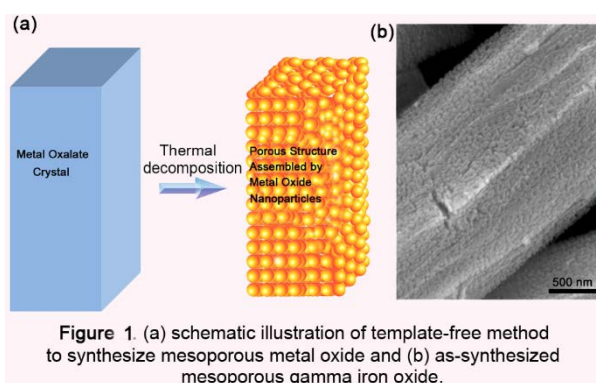 (a)
Metal Oxalate
Crystal
Thermal
decomposition
Porous Structure
Assembled by
Metal Oxide
Nanoparticles
(b)
500 nm
Figure 1. (a) schematic illustration of template-free method
to synthesize mesoporous metal oxide and (b) as-synthesized
mesoporous gamma iron oxide.